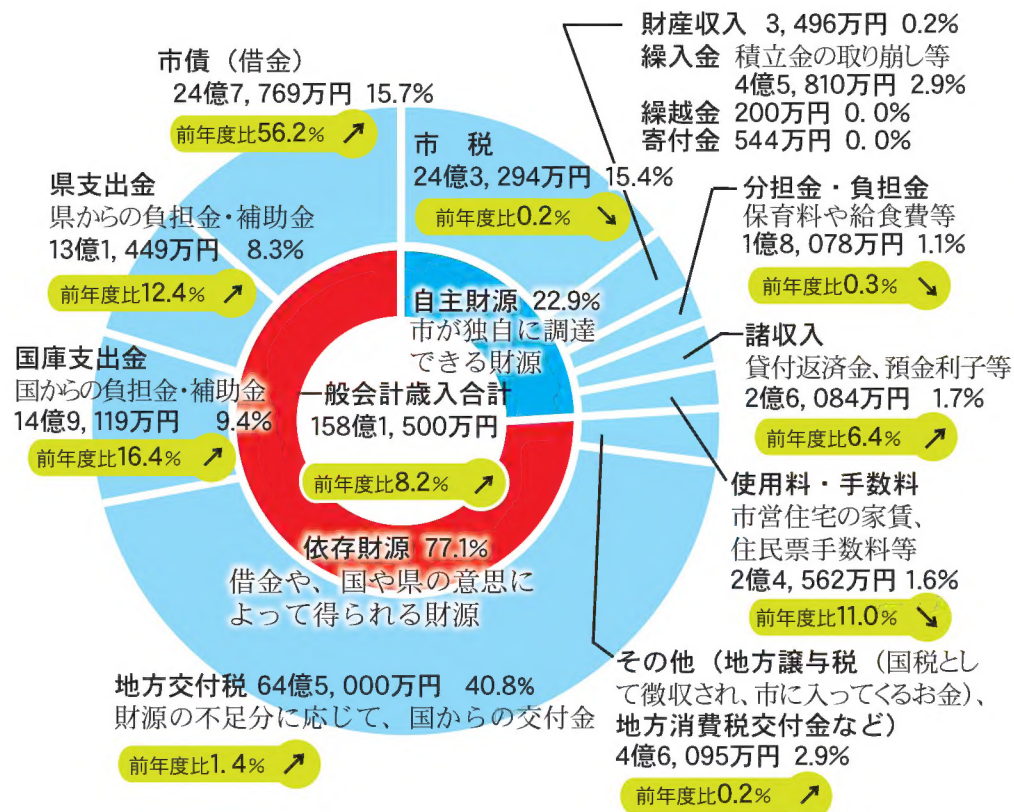 市債（借金）
24億7,769万円 15.7%
前年度比56.2% ↗
県支出金
県からの負担金・補助金
13億1,449万円 8.3%
前年度比12.4% ↗
国庫支出金
国からの負担金・補助金
14億9,119万円 9.4%
前年度比16.4% ↗
地方交付税 64億5,000万円 40.8%
財源の不足分に応じて、国からの交付金
前年度比1.4% ↗
市 税
24億3,294万円 15.4%
前年度比0.2% ↘
自主財源 22.9%
市が独自に調達
できる財源
一般会計歳入合計
158億1,500万円
前年度比8.2% ↗
依存財源 77.1%
借金や、国や県の意思に
よって得られる財源
財産収入 3,496万円 0.2%
繰入金 積立金の取り崩し等
4億5,810万円 2.9%
繰越金 200万円 0.0%
寄付金 544万円 0.0%
分担金・負担金
保育料や給食費等
1億8,078万円 1.1%
前年度比0.3% ↘
諸収入
貸付返済金、預金利子等
2億6,084万円 1.7%
前年度比6.4% ↗
使用料・手数料
市営住宅の家賃、
住民票手数料等
2億4,562万円 1.6%
前年度比11.0% ↘
その他（地方譲与税（国税とし
て徴収され、市に入ってくるお金）、
地方消費税交付金など）
4億6,095万円 2.9%
前年度比0.2% ↗